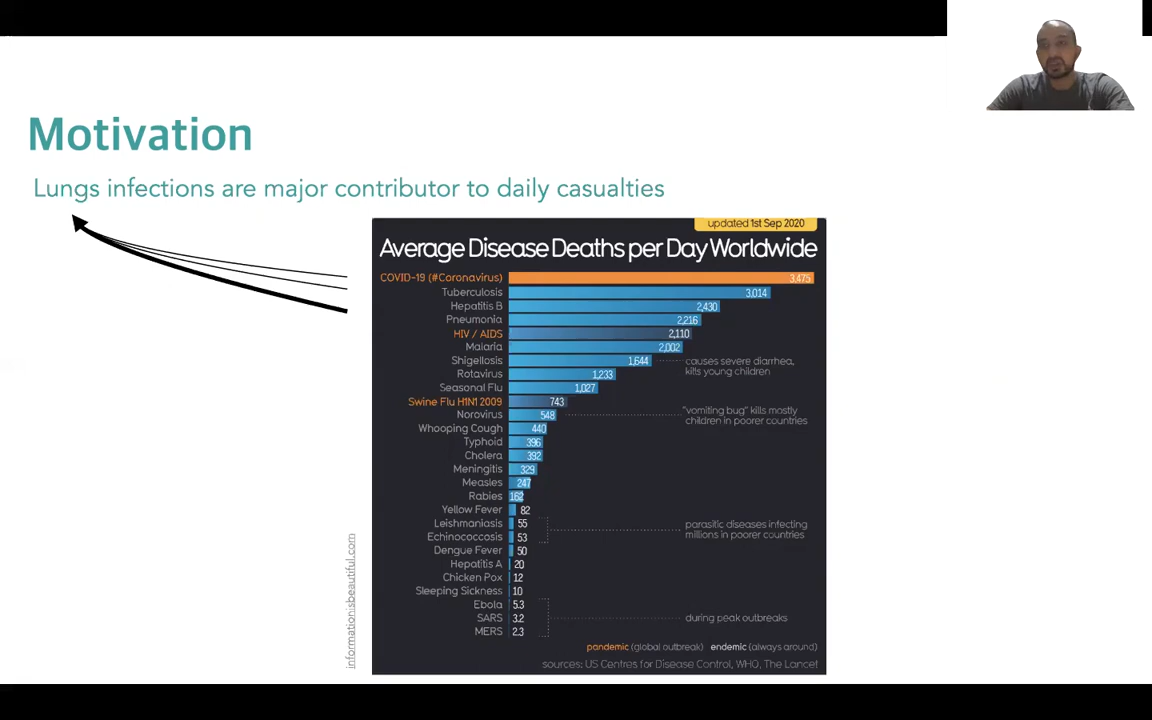 Motivation
Lungs infections are major contributor to daily casualties
updated 1st Sep 2020
Average Disease Deaths per Day Worldwide
COVID-19 (#Coronavirus) 3,475
Tuberculosis 3,014
Hepatitis B 2,430
Pneumonia 2,216
HIV / AIDS 2,110
Malaria 2,002
Shigellosis 1,644 causes severe diarrhea,
kills young children
Rotavirus 1,233
Seasonal Flu 1,027
Swine Flu H1N1 2009 743
Norovirus 548 "vomiting bug" kills mostly
children in poorer countries
Whooping Cough 440
Typhoid 396
Cholera 392
Meningitis 329
Measles 247
Rabies 162
Yellow Fever 82
Leishmaniasis 55 parasitic diseases infecting
Echinococcosis 53 millions in poorer countries
Dengue Fever 50
Hepatitis A 20
Chicken Pox 12
Sleeping Sickness 10
Ebola 5.3
SARS 3.2 during peak outbreaks
MERS 2.3
pandemic (global outbreak) endemic (always around)
sources: US Centres for Disease Control, WHO, The Lancet
informationisbeautiful.com